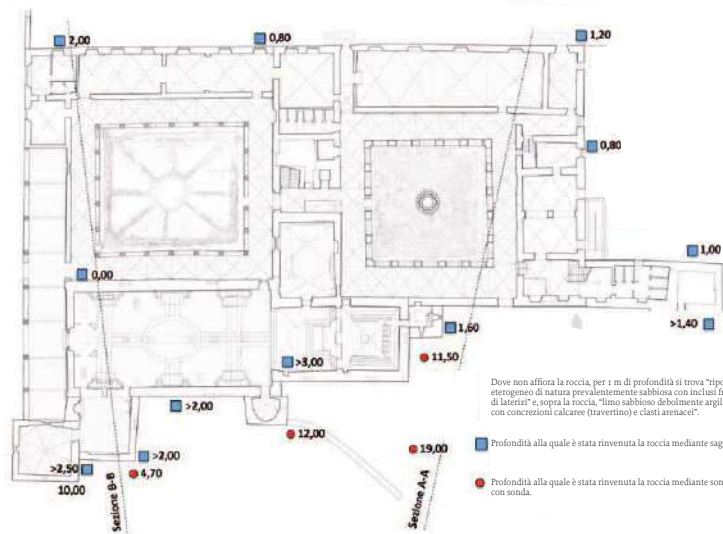 2,00
0,80
1,20
0,80
0,00
1,00
>1,40
1,60
11,50
>3,00
>2,00
12,00
19,00
>2,50
10,00
>2,00
4,70
Sezione B-B
Sezione A-A
Dove non affiora la roccia, per 1 m di profondità si trova "ripo
eterogeneo di natura prevalentemente sabbiosa con inclusi fr
di laterizi" e, sopra la roccia, "limo sabbioso debolmente argil
con concrezioni calcaree (travertino) e clasti arenacei".
Profondità alla quale è stata rinvenuta la roccia mediante sag
Profondità alla quale è stata rinvenuta la roccia mediante son
con sonda.